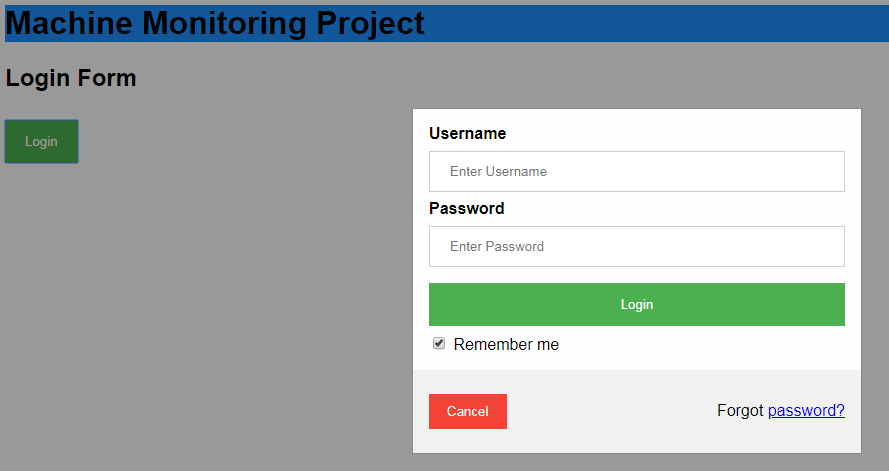 Machine Monitoring Project
Login Form
Login
Username
Enter Username
Password
Enter Password
Login
Remember me
Cancel
Forgot password?